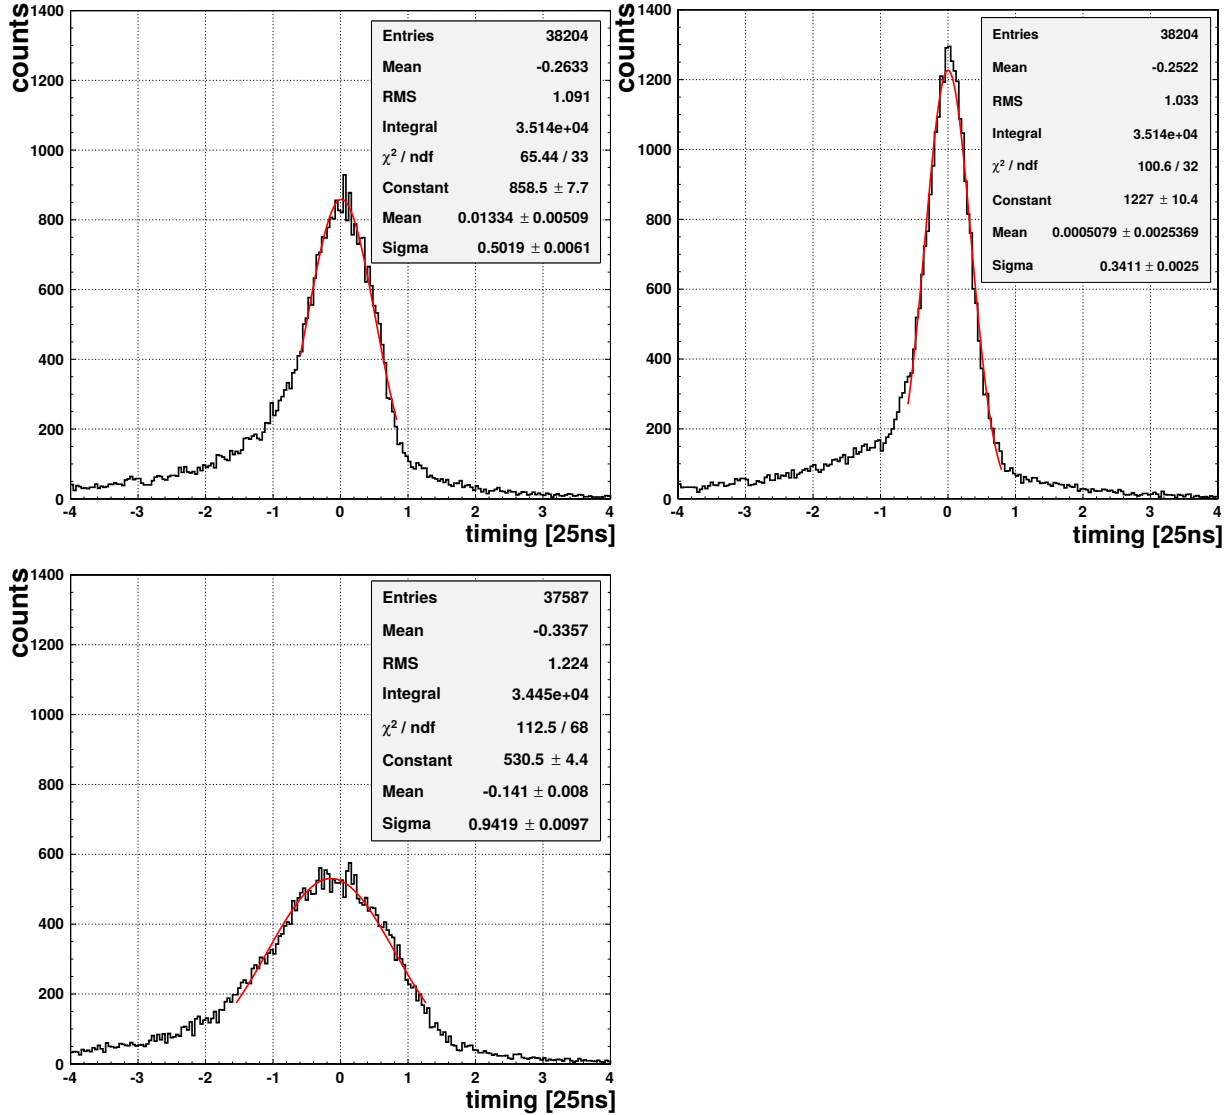 counts
1400
1200
1000
800
600
400
200
0
Entries 38204
Mean -0.2633
RMS 1.091
Integral 3.514e+04
χ² / ndf 65.44 / 33
Constant 858.5 ± 7.7
Mean 0.01334 ± 0.00509
Sigma 0.5019 ± 0.0061
-4 -3 -2 -1 0 1 2 3 4
timing [25ns]
counts
1400
1200
1000
800
600
400
200
0
Entries 38204
Mean -0.2522
RMS 1.033
Integral 3.514e+04
χ² / ndf 100.6 / 32
Constant 1227 ± 10.4
Mean 0.0005079 ± 0.0025369
Sigma 0.3411 ± 0.0025
-4 -3 -2 -1 0 1 2 3 4
timing [25ns]
counts
1400
1200
1000
800
600
400
200
0
Entries 37587
Mean -0.3357
RMS 1.224
Integral 3.445e+04
χ² / ndf 112.5 / 68
Constant 530.5 ± 4.4
Mean -0.141 ± 0.008
Sigma 0.9419 ± 0.0097
-4 -3 -2 -1 0 1 2 3 4
timing [25ns]